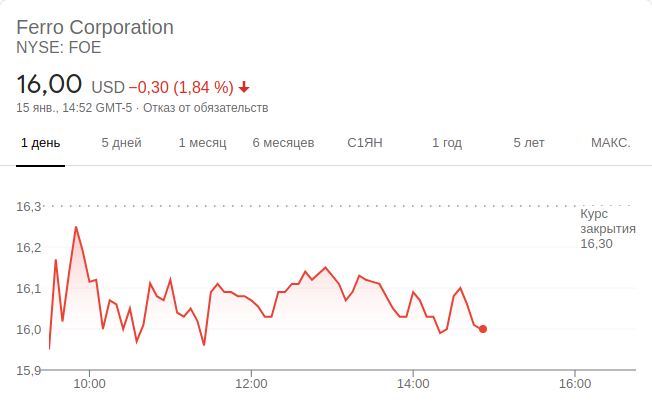 Ferro Corporation
NYSE: FOE
16,00 USD −0,30 (1,84 %)
15 янв., 14:52 GMT-5 · Отказ от обязательств
1 день 5 дней 1 месяц 6 месяцев С1ЯН 1 год 5 лет МАКС.
16,3
Курс
закрытия
16,30
16,2
16,1
16,0
15,9
10:00 12:00 14:00 16:00